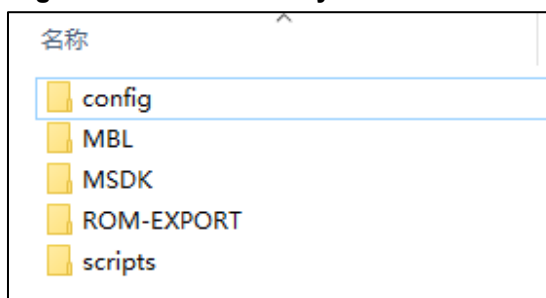 名称
config
MBL
MSDK
ROM-EXPORT
scripts